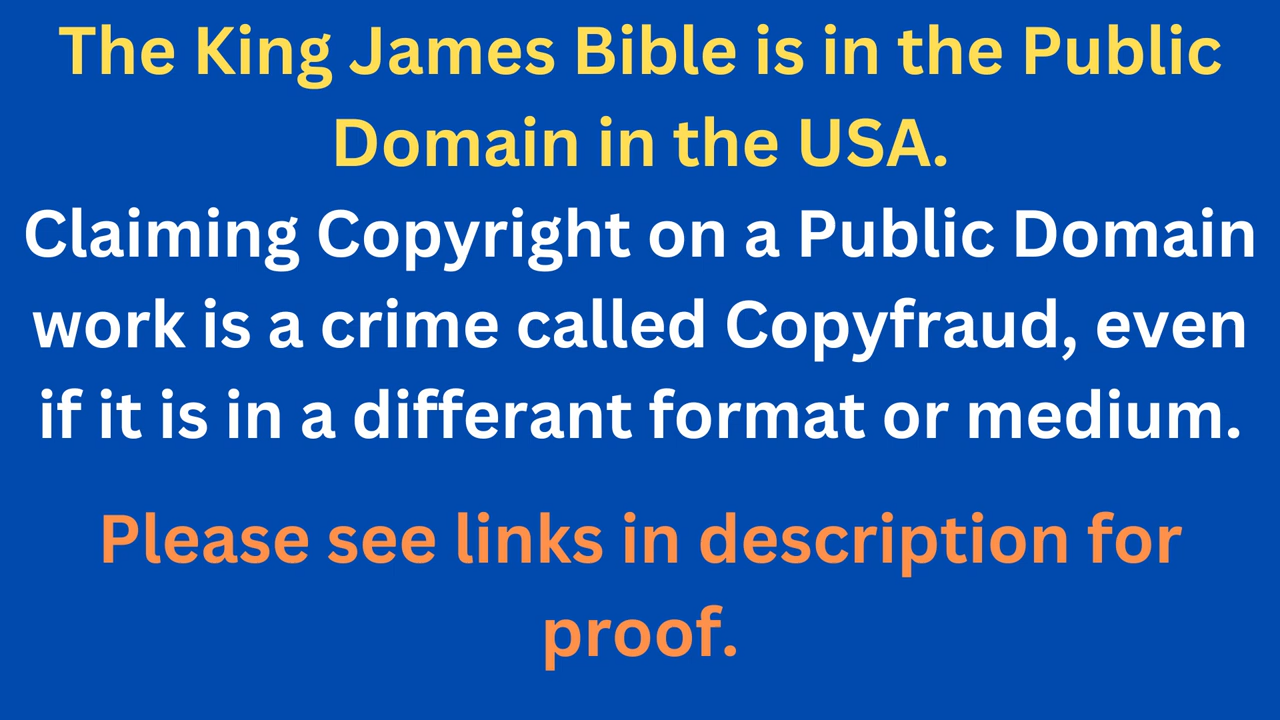 The King James Bible is in the Public
Domain in the USA.
Claiming Copyright on a Public Domain
work is a crime called Copyfraud, even
if it is in a differant format or medium.
Please see links in description for
proof.